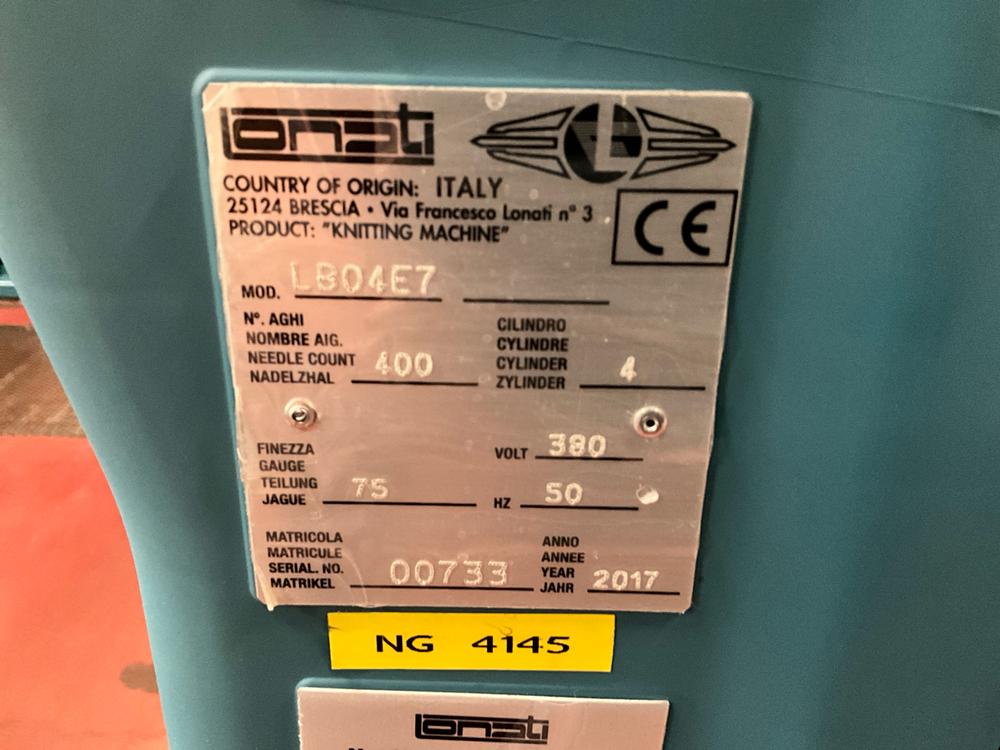 Lonati
COUNTRY OF ORIGIN: ITALY
25124 BRESCIA • Via Francesco Lonati n° 3
PRODUCT: "KNITTING MACHINE"
CE
MOD. LB04E7
N°. AGHI
NOMBRE AIG.
NEEDLE COUNT 400
NADELZHAL
CILINDRO
CYLINDRE
CYLINDER 4
ZYLINDER
FINEZZA
GAUGE
TEILUNG 75
JAGUE
VOLT 380
HZ 50
MATRICOLA
MATRICULE
SERIAL. NO. 00733
MATRIKEL
ANNO
ANNEE
YEAR 2017
JAHR
NG 4145
Lonati